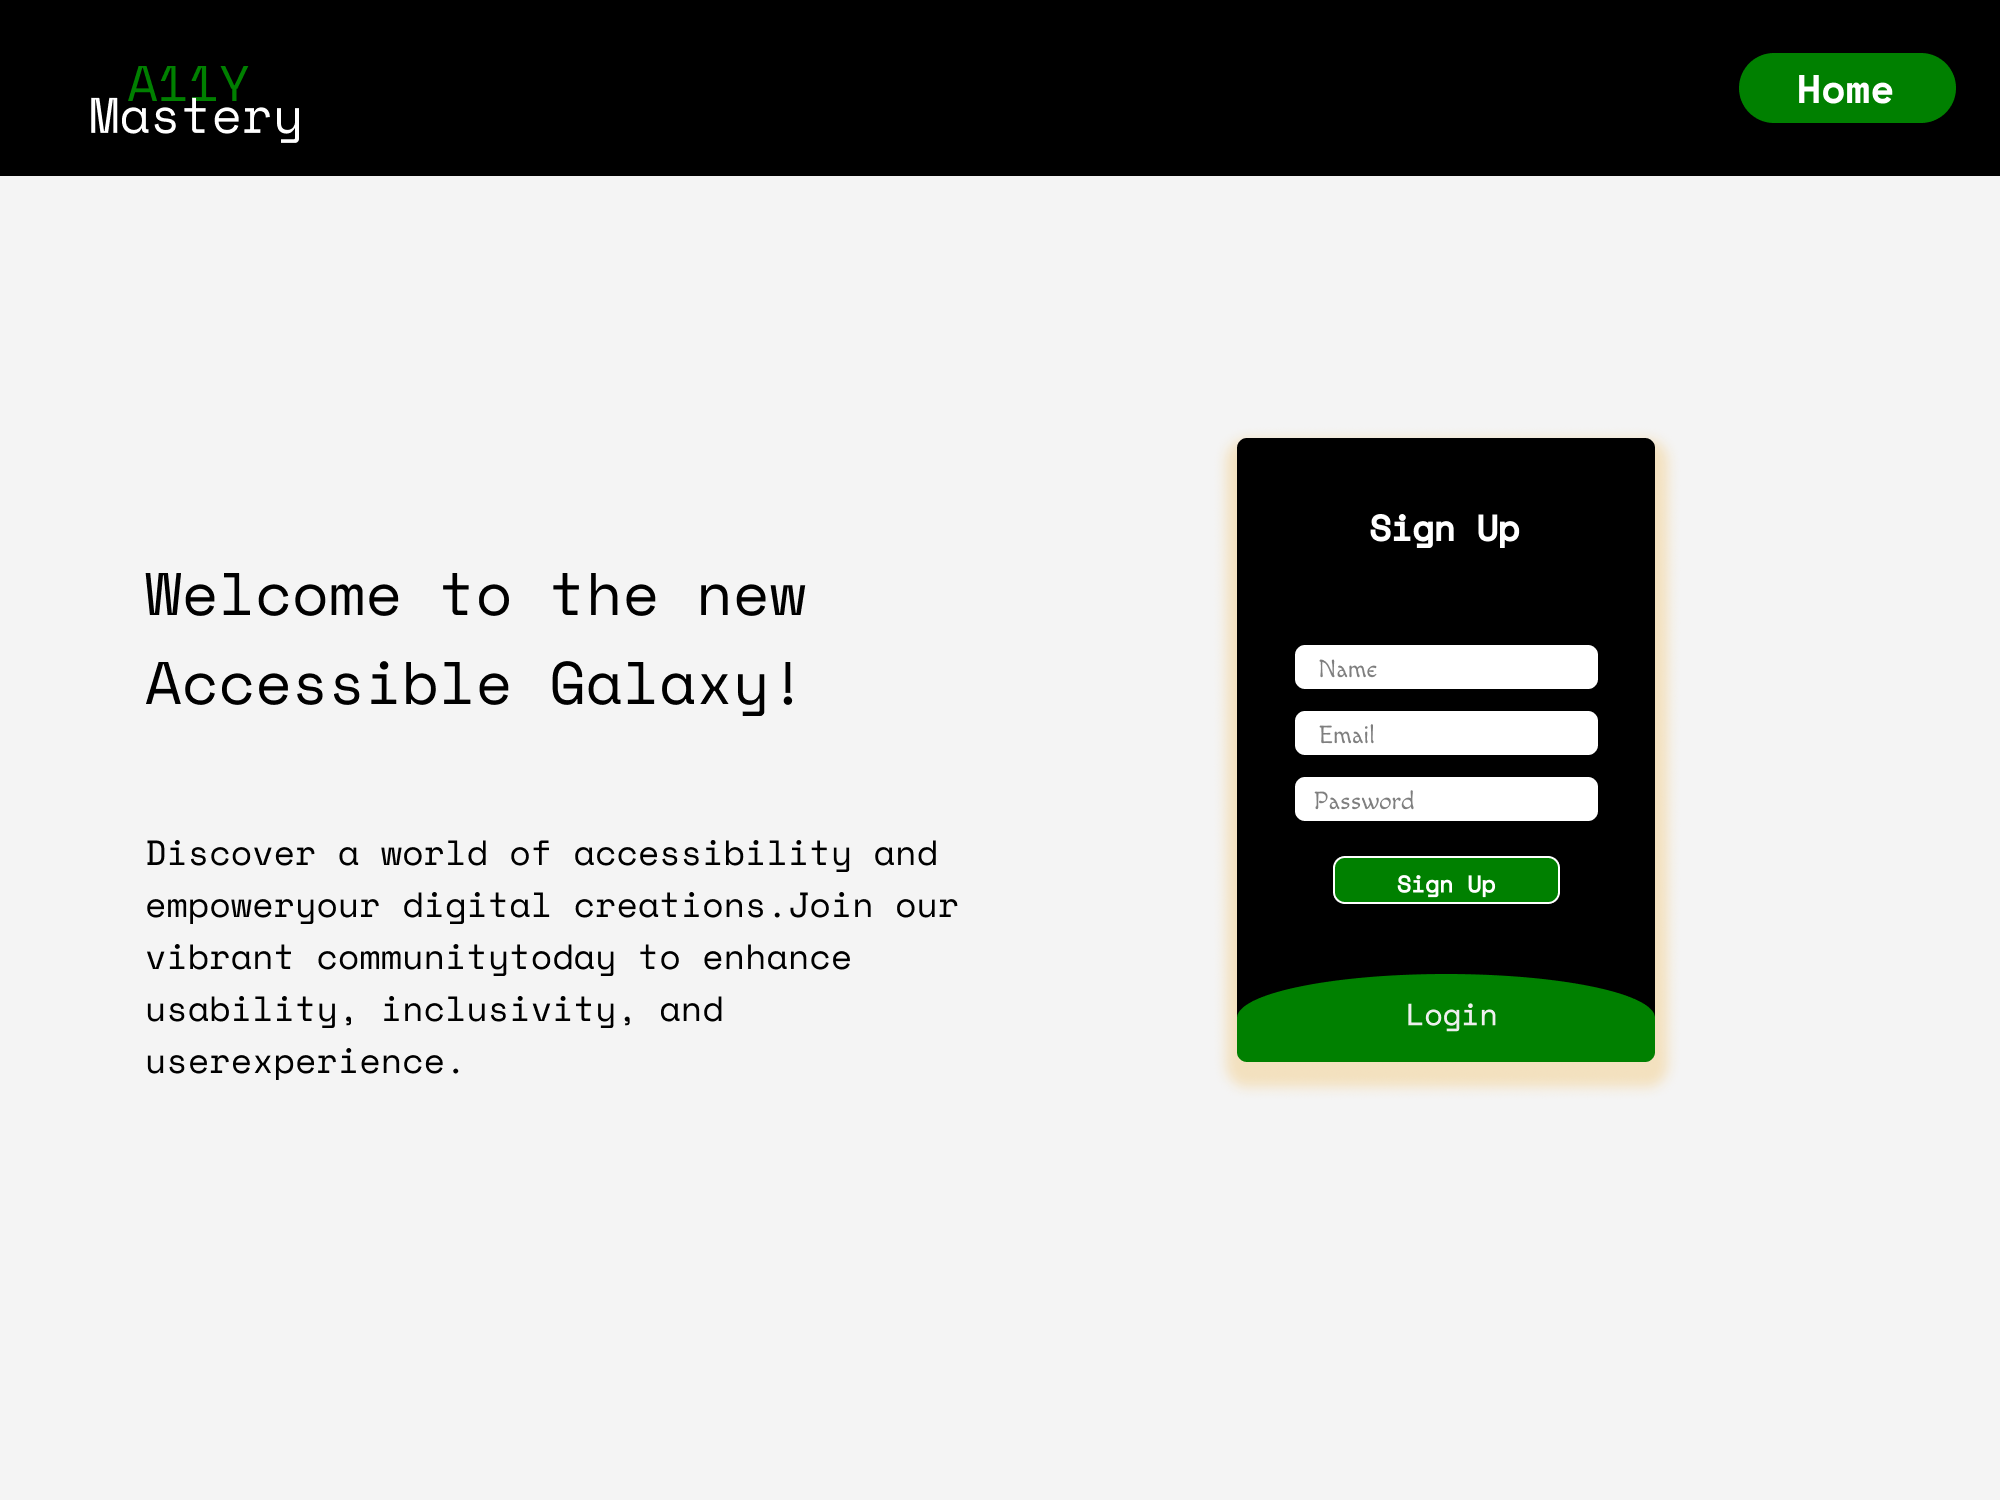 A11Y
Mastery
Home
Welcome to the new
Accessible Galaxy!
Discover a world of accessibility and
empoweryour digital creations.Join our
vibrant communitytoday to enhance
usability, inclusivity, and
userexperience.
Sign Up
Name
Email
Password
Sign Up
Login